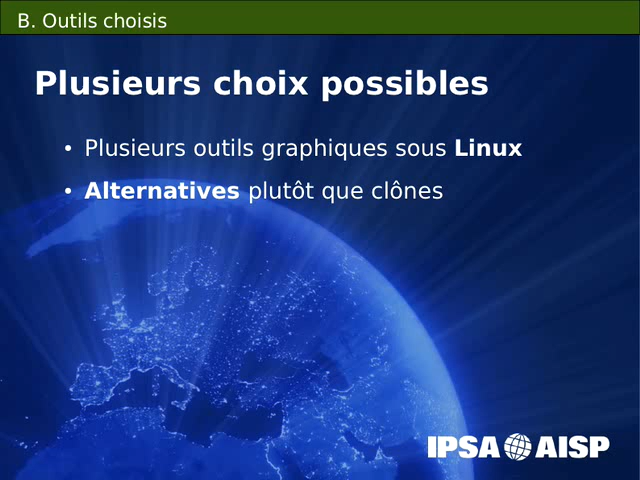 B. Outils choisis
Plusieurs choix possibles
• Plusieurs outils graphiques sous Linux
• Alternatives plutôt que clônes
IPSA AISP